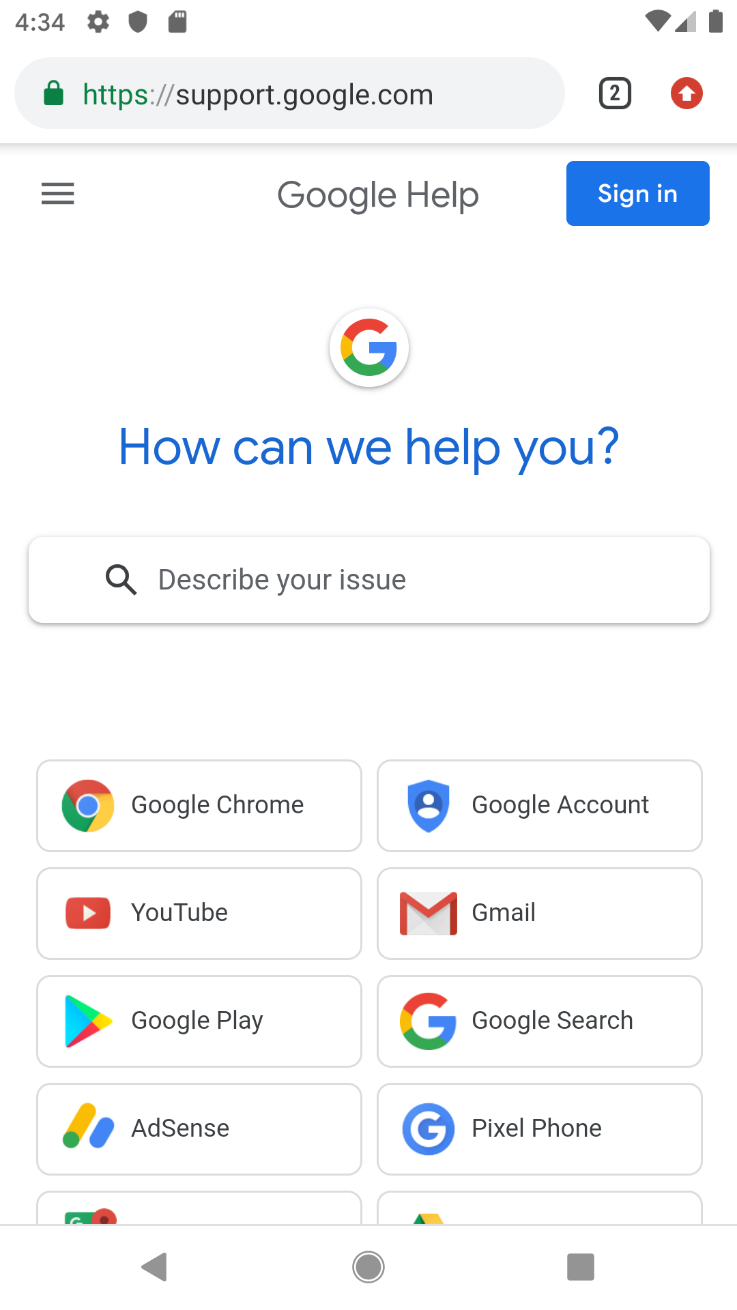 4:34
https://support.google.com
2
Google Help
Sign in
How can we help you?
Describe your issue
Google Chrome
Google Account
YouTube
Gmail
Google Play
Google Search
AdSense
Pixel Phone